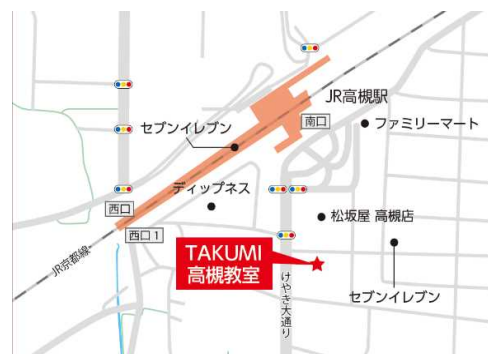 JR高槻駅
南口
ファミリーマート
セブンイレブン
ディップネス
西口
松坂屋 高槻店
西口1
TAKUMI
高槻教室
JR京都線
けやき大通り
セブンイレブン